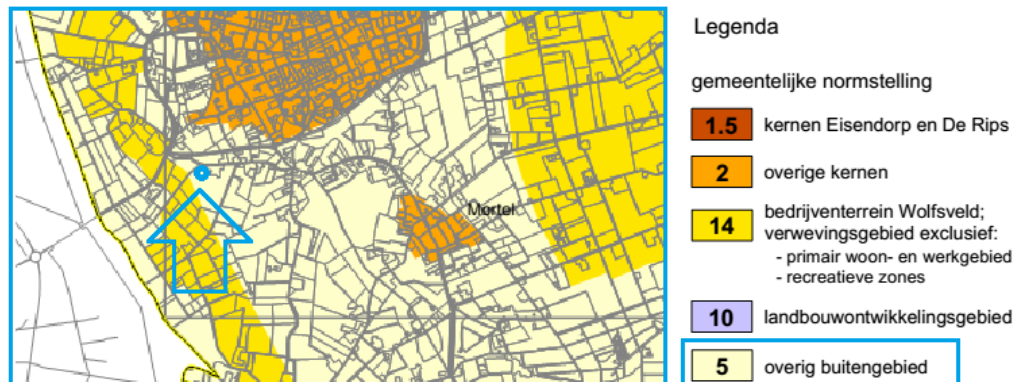 Mortel
Legenda
gemeentelijke normstelling
1.5 kernen Eisendorp en De Rips
2 overige kernen
14 bedrijventerrein Wolfsveld;
verwevingsgebied exclusief:
- primair woon- en werkgebied
- recreatieve zones
10 landbouwontwikkelingsgebied
5 overig buitengebied